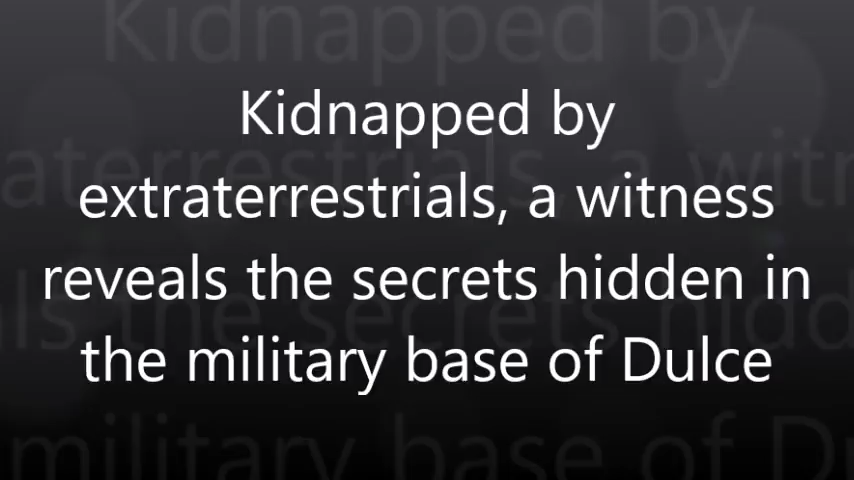 Kidnapped by
extraterrestrials, a witness
reveals the secrets hidden in
the military base of Dulce